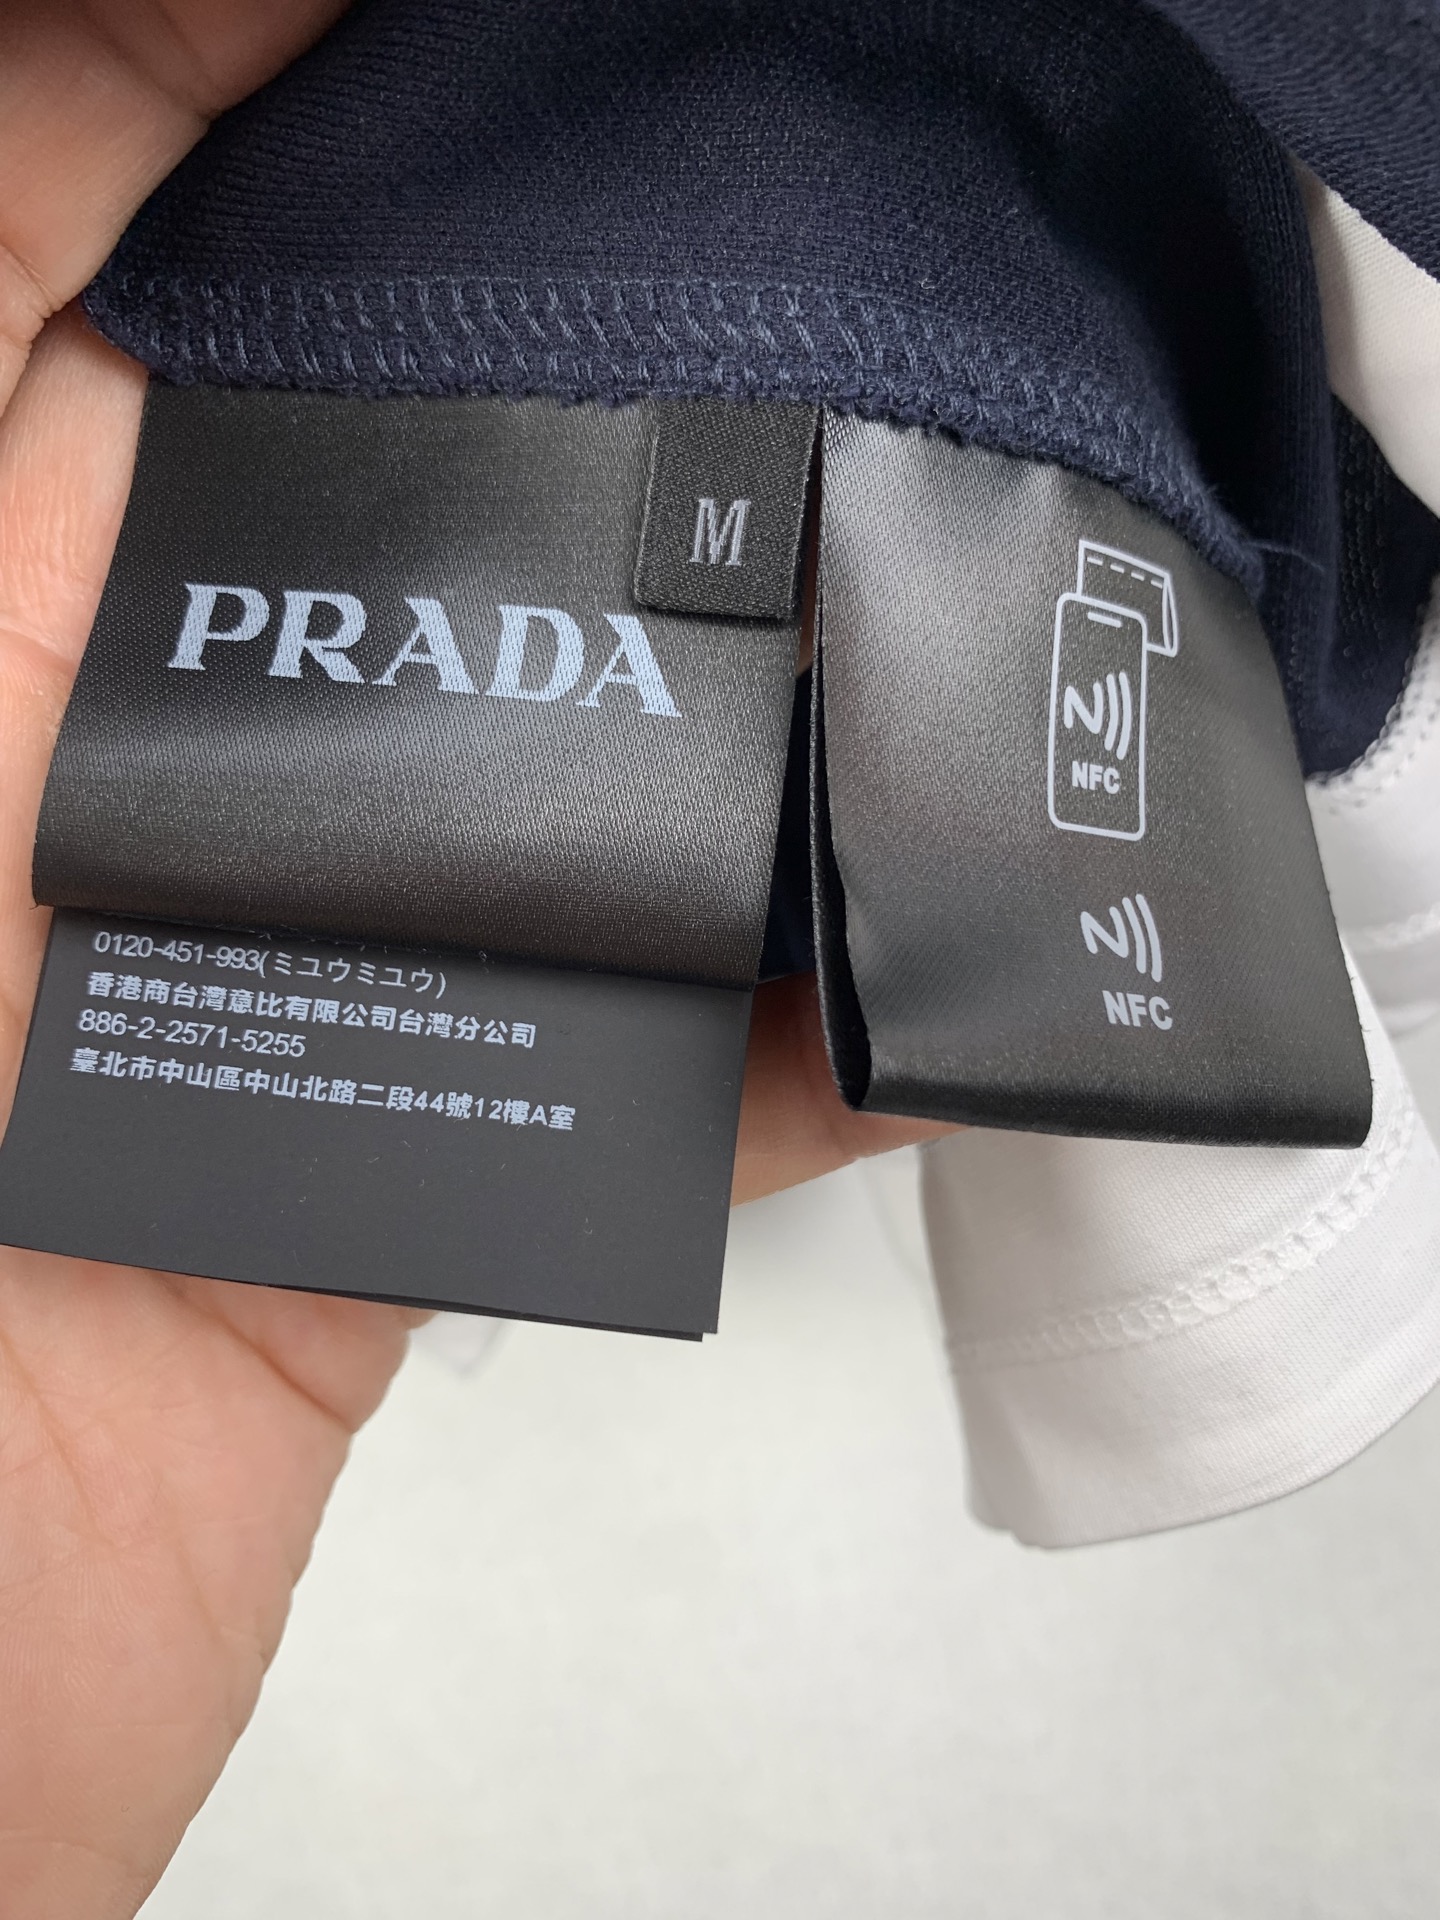 M
PRADA
NFC
NFC
0120-451-993(ミユウミユウ)
香港商台灣意比有限公司台灣分公司
886-2-2571-5255
臺北市中山區中山北路二段44號12樓A室